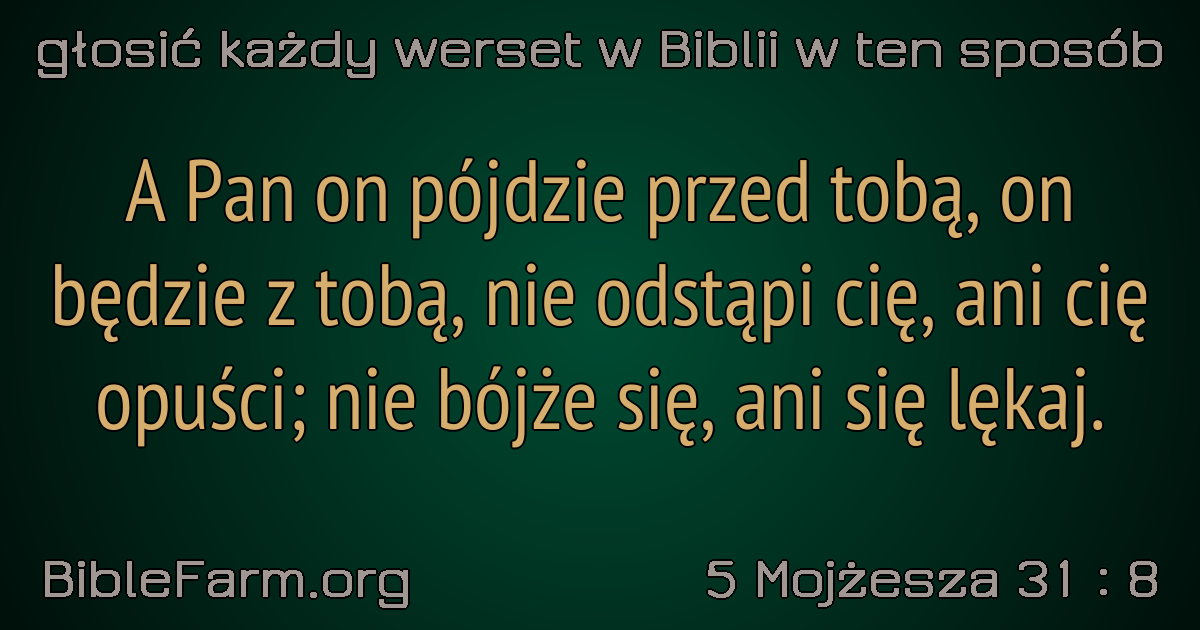 głosić każdy werset w Biblii w ten sposób
A Pan on pójdzie przed tobą, on
będzie z tobą, nie odstąpi cię, ani cię
opuści; nie bójże się, ani się lękaj.
BibleFarm.org
5 Mojżesza 31 : 8